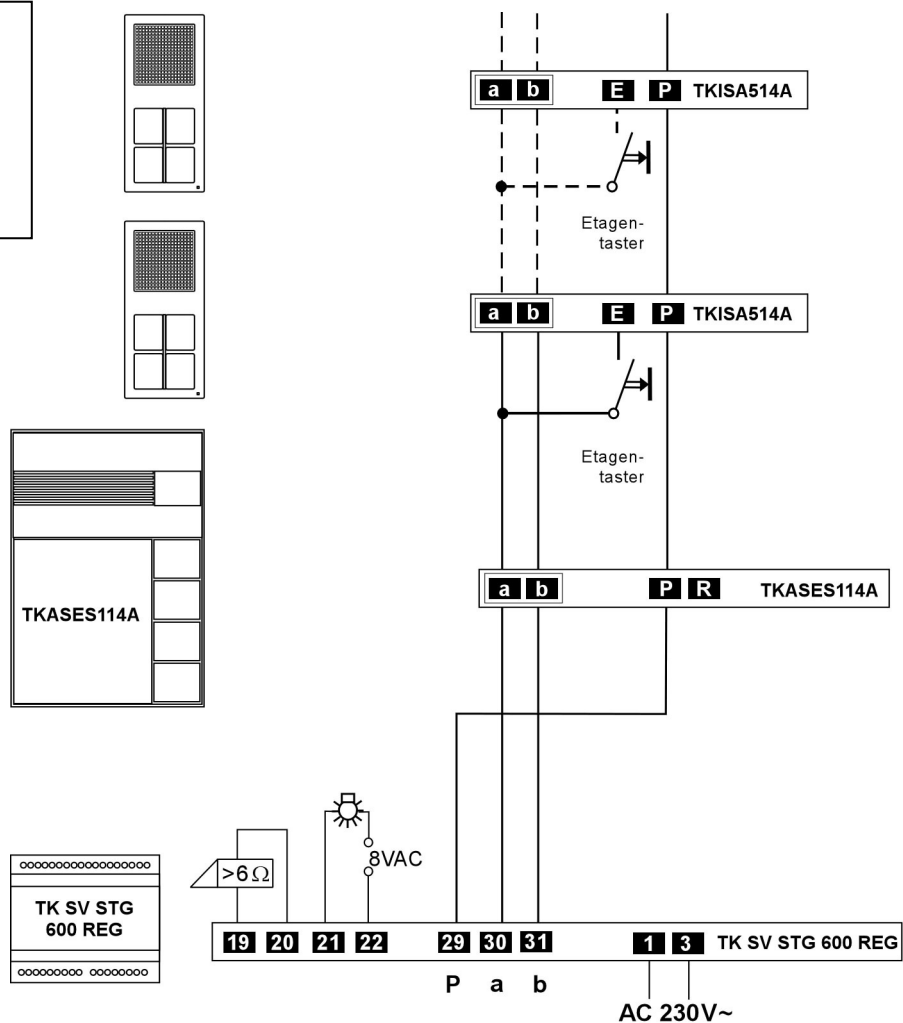 a b E P TKISA514A
Etagen-
taster
a b E P TKISA514A
Etagen-
taster
a b P R TKASES114A
TKASES114A
8VAC
>6 Ω
TK SV STG
600 REG
19 20 21 22 29 30 31 1 3 TK SV STG 600 REG
P a b
AC 230V~